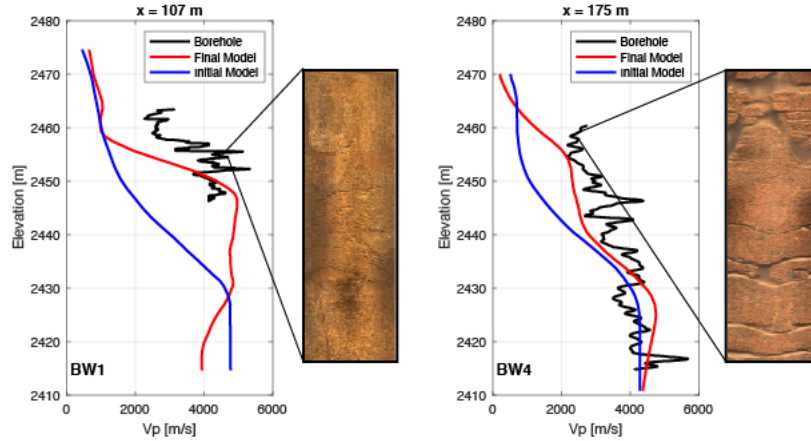 x = 107 m
2480
2470
2460
2450
2440
2430
2420
2410
Elevation [m]
Borehole
Final Model
Initial Model
BW1
0
2000
4000
6000
Vp [m/s]
x = 175 m
2480
2470
2460
2450
2440
2430
2420
2410
Elevation [m]
Borehole
Final Model
Initial Model
BW4
0
2000
4000
6000
Vp [m/s]